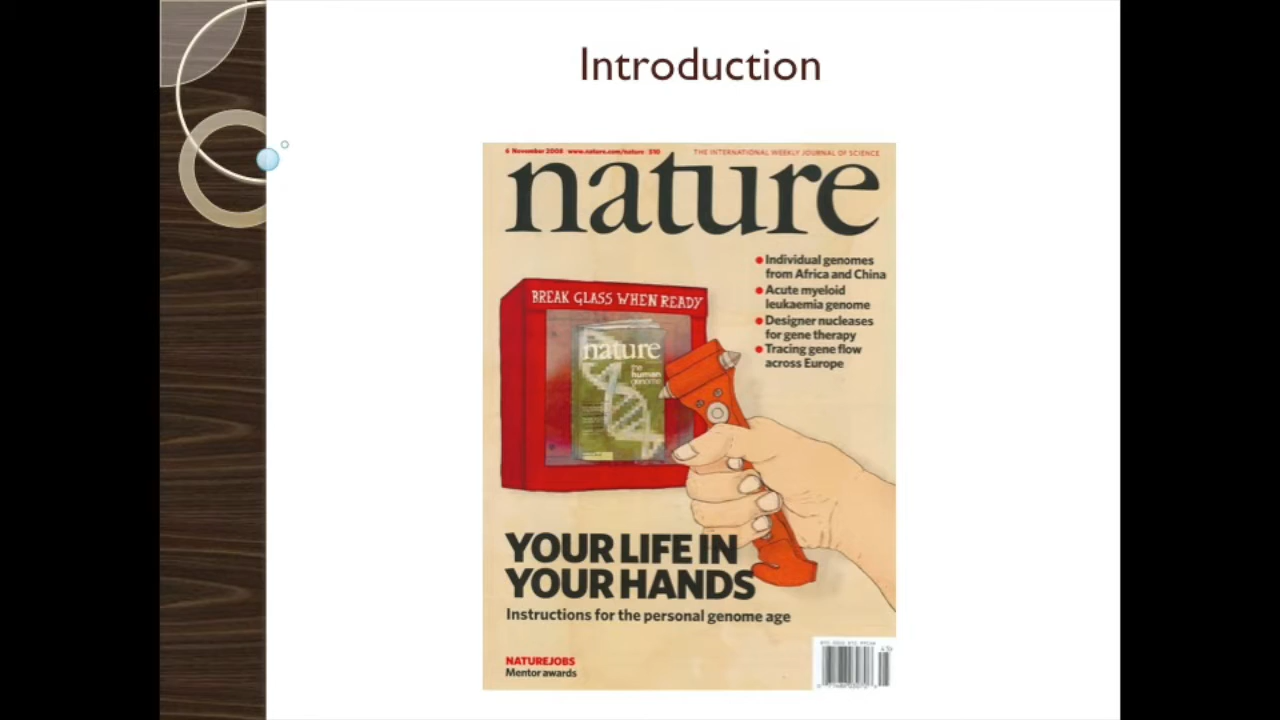 Introduction
6 November 2008 www.nature.com/nature $10
THE INTERNATIONAL WEEKLY JOURNAL OF SCIENCE
nature
Individual genomes
from Africa and China
Acute myeloid
leukaemia genome
Designer nucleases
for gene therapy
Tracing gene flow
across Europe
BREAK GLASS WHEN READY
nature
the
human
genome
YOUR LIFE IN
YOUR HANDS
Instructions for the personal genome age
NATUREJOBS
Mentor awards